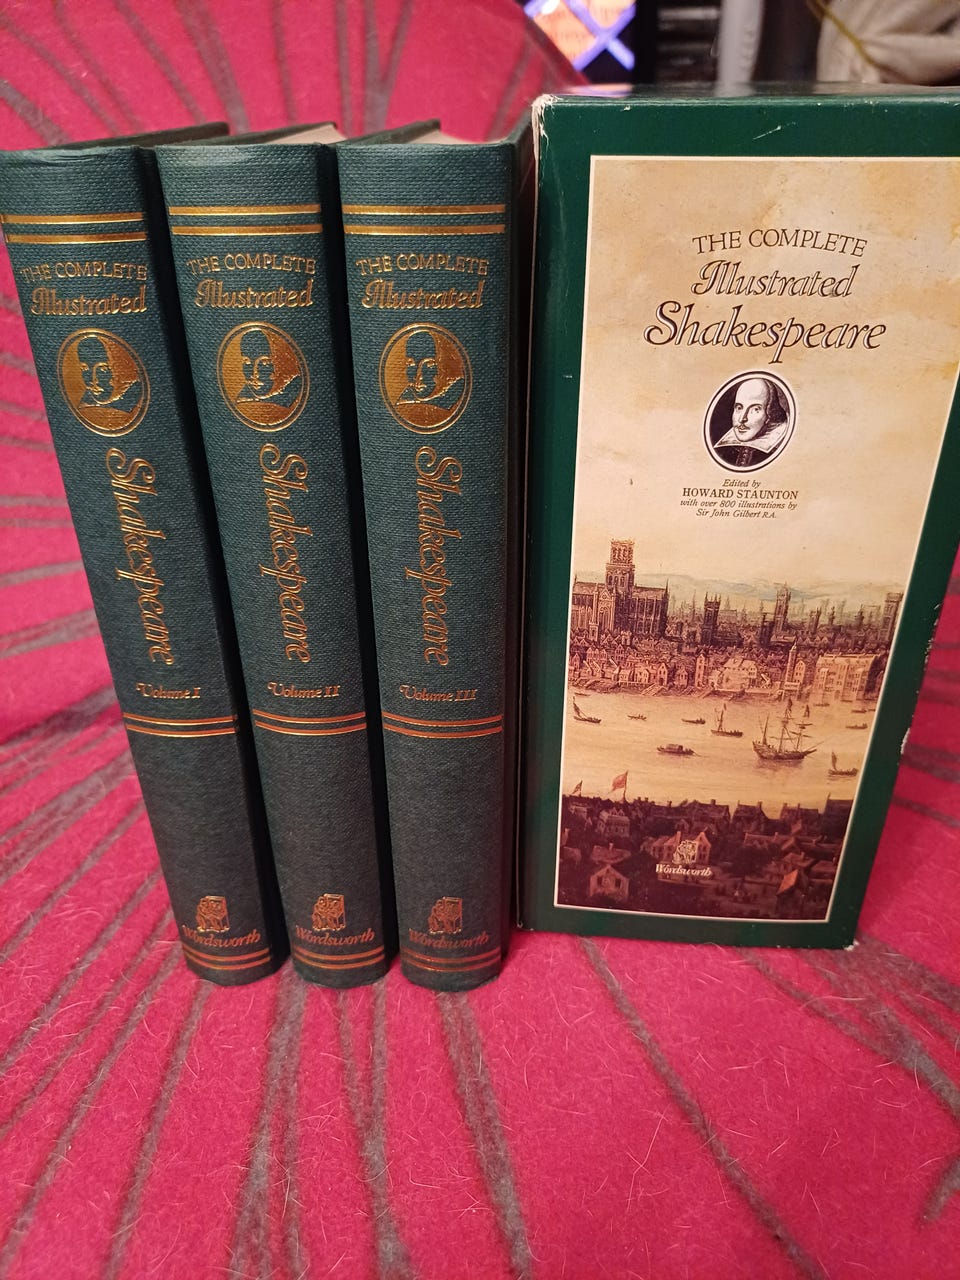 THE COMPLETE
Illustrated
Shakespeare
Volume I
Wordsworth
THE COMPLETE
Illustrated
Shakespeare
Volume II
Wordsworth
THE COMPLETE
Illustrated
Shakespeare
Volume III
Wordsworth
THE COMPLETE
Illustrated
Shakespeare
Edited by
HOWARD STAUNTON
with over 800 illustrations by
Sir John Gilbert R.A.
Wordsworth